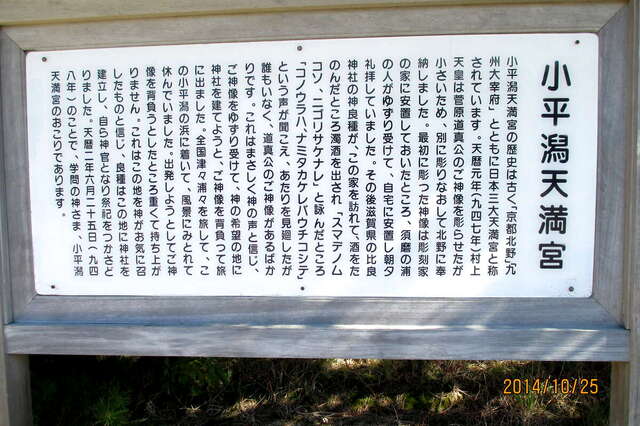 小平潟天満宮
小平潟天満宮の歴史は古く「京都北野」「九
州大宰府」とともに日本三大天満宮と称
されています。天暦元年(九四七年)村上
天皇は菅原道真公のご神像を彫らせたが
小さいため、別に彫りなおして北野に奉
納しました。最初に彫った神像は彫刻家
の家に安置しておいたところ、須磨の浦
の人がゆずり受けて、自宅に安置し朝夕
礼拝していました。その後滋賀県の比良
神社の神良種が、この家を訪れて、酒をた
のんだところ濁酒を出され「スマデノム
コソ、ニゴリサケナレ」と詠んだところ
「コノウラハ、ナミタカケレバウチコシデ」
という声が聞こえ、あたりを見廻したが
誰もいなく、道真公のご神像があるばか
りです。これはまさしく神の声と信じ、
ご神像をゆずり受けて、神の希望の地に
神社を建てようと、ご神像を背負って旅
に出ました。全国津々浦々を旅して、こ
の小平潟の浜に着いて、風景にみとれて
休んでいました。出発しようとしてご神
像を背負うとしたところ重くて持ち上が
りません。これはこの地を神がお気に召
したものと信じ、良種はこの地に神社を
建立し、自ら神官となり祭祀をつかさど
りました。天暦二年六月二十五日(九四
八年)のことで、学問の神さま、小平潟
天満宮のおこりであります。
2014/10/25